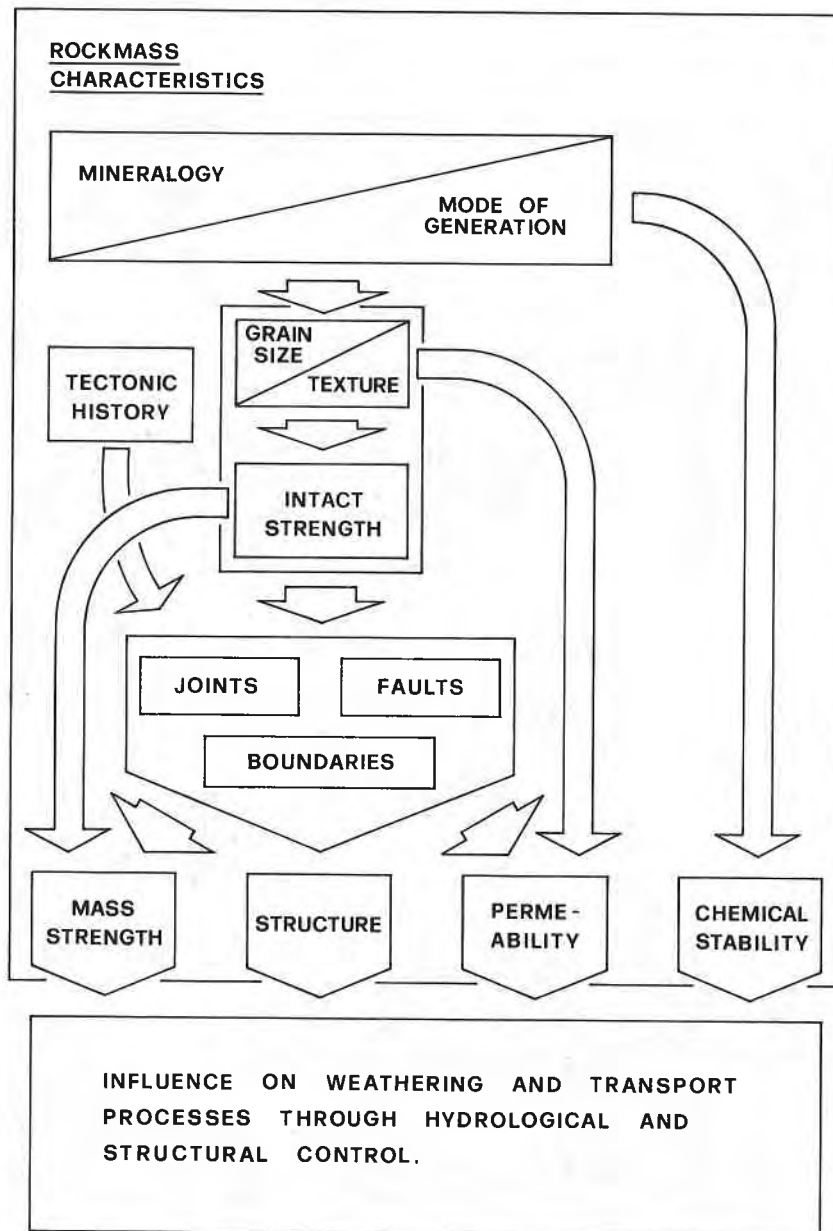 ROCKMASS
CHARACTERISTICS
MINERALOGY
MODE OF
GENERATION
GRAIN
SIZE
TEXTURE
TECTONIC
HISTORY
INTACT
STRENGTH
JOINTS
FAULTS
BOUNDARIES
MASS
STRENGTH
STRUCTURE
PERME-
ABILITY
CHEMICAL
STABILITY
INFLUENCE ON WEATHERING AND TRANSPORT
PROCESSES THROUGH HYDROLOGICAL AND
STRUCTURAL CONTROL.